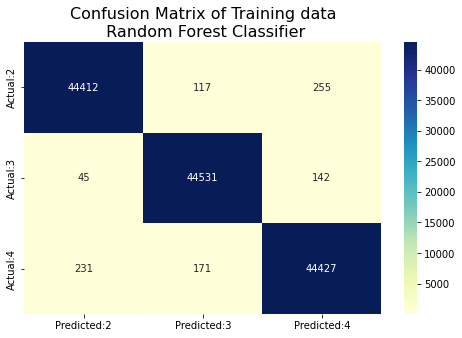 Confusion Matrix of Training data
Random Forest Classifier
Actual:2
44412
117
255
Actual:3
45
44531
142
Actual:4
231
171
44427
Predicted:2
Predicted:3
Predicted:4
40000
35000
30000
25000
20000
15000
10000
5000